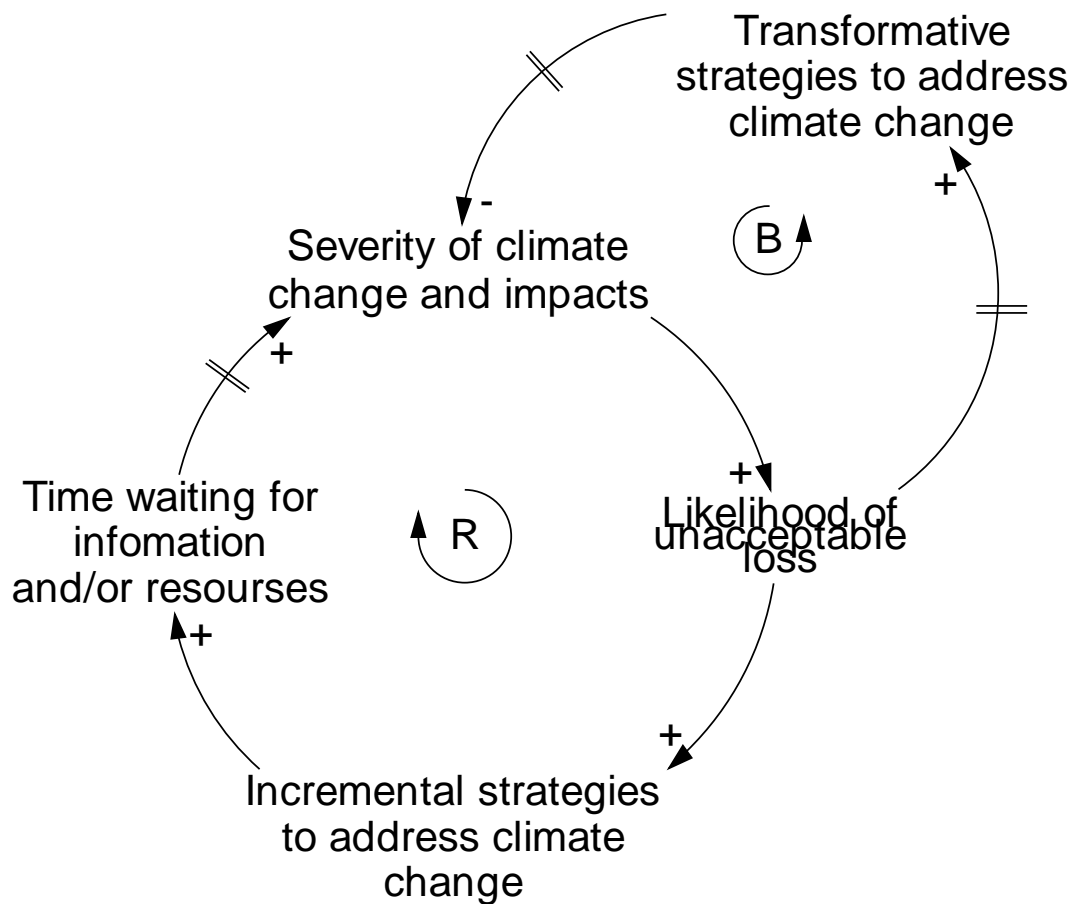 Transformative
strategies to address
climate change
+
-
B
Severity of climate
change and impacts
+
+
Time waiting for
infomation
and/or resourses
R
Likelihood of
unacceptable
loss
+
+
Incremental strategies
to address climate
change